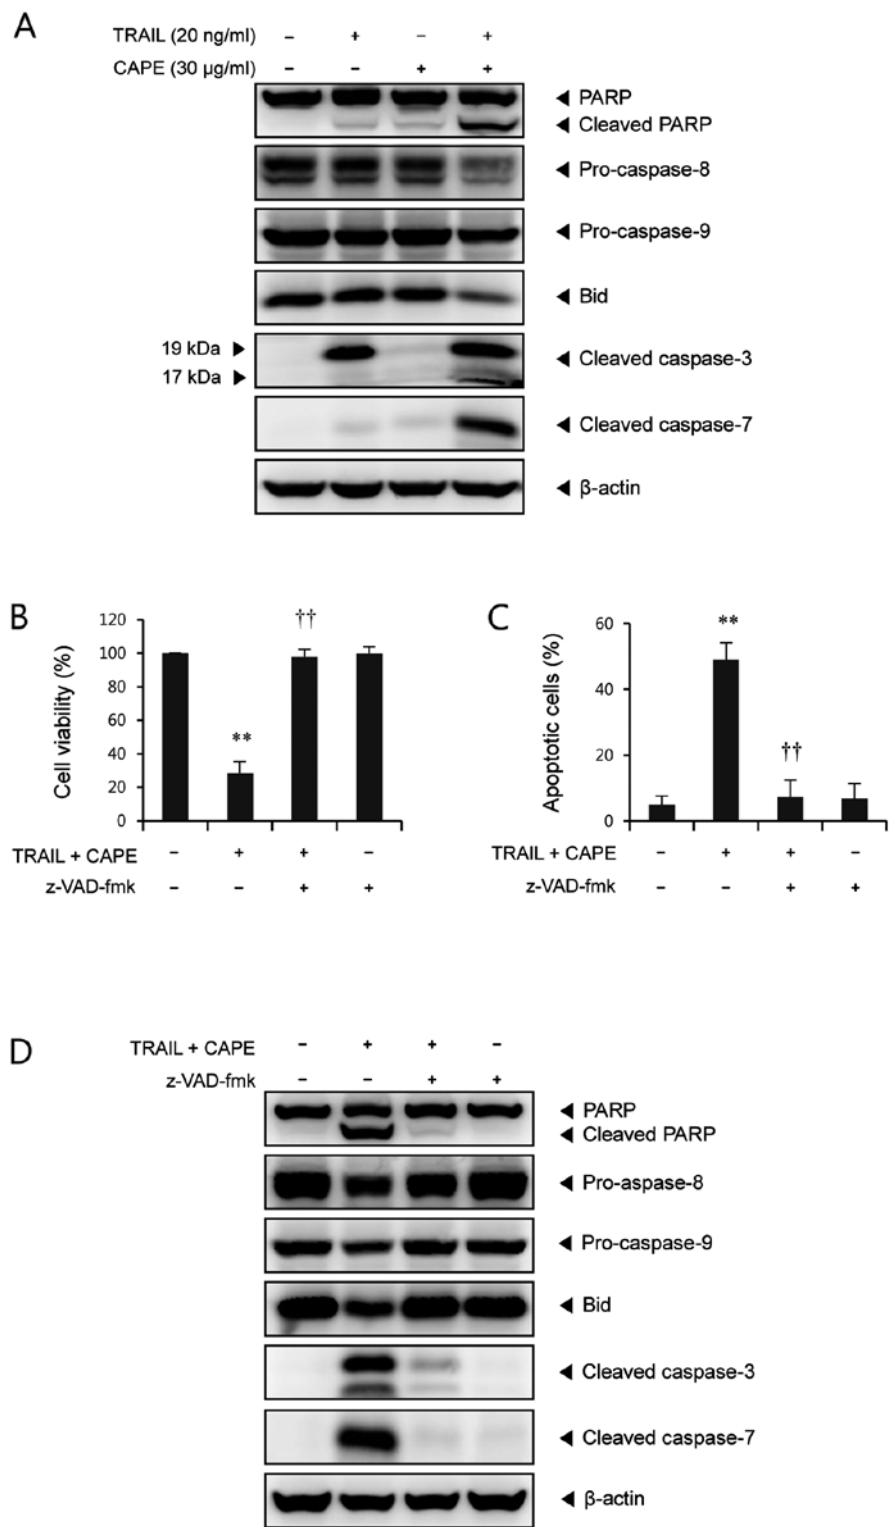 A
TRAIL (20 ng/ml) − + − +
CAPE (30 μg/ml) − − + +
◀ PARP
◀ Cleaved PARP
◀ Pro-caspase-8
◀ Pro-caspase-9
◀ Bid
19 kDa ▶
◀ Cleaved caspase-3
17 kDa ▶
◀ Cleaved caspase-7
◀ β-actin
B
Cell viability (%)
120
100
80
60
40
20
0
**
††
TRAIL + CAPE − + + −
z-VAD-fmk − − + +
C
Apoptotic cells (%)
60
40
20
0
**
††
TRAIL + CAPE − + + −
z-VAD-fmk − − + +
D
TRAIL + CAPE − + + −
z-VAD-fmk − − + +
◀ PARP
◀ Cleaved PARP
◀ Pro-aspase-8
◀ Pro-caspase-9
◀ Bid
◀ Cleaved caspase-3
◀ Cleaved caspase-7
◀ β-actin